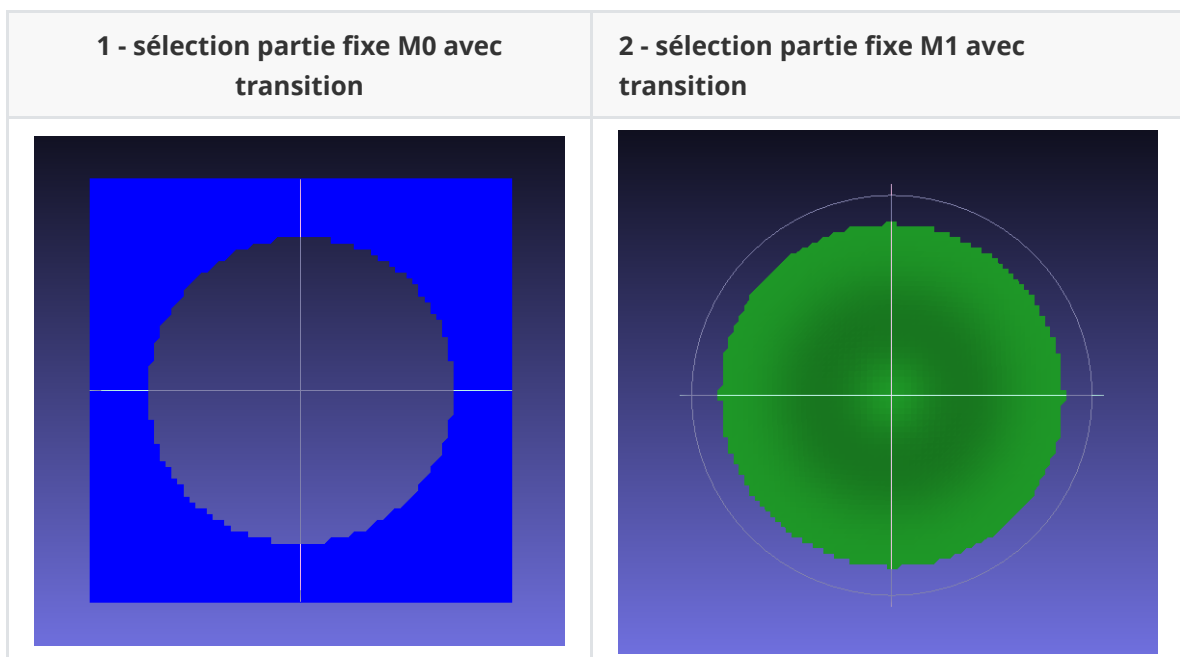 1 - sélection partie fixe M0 avec
transition
2 - sélection partie fixe M1 avec
transition